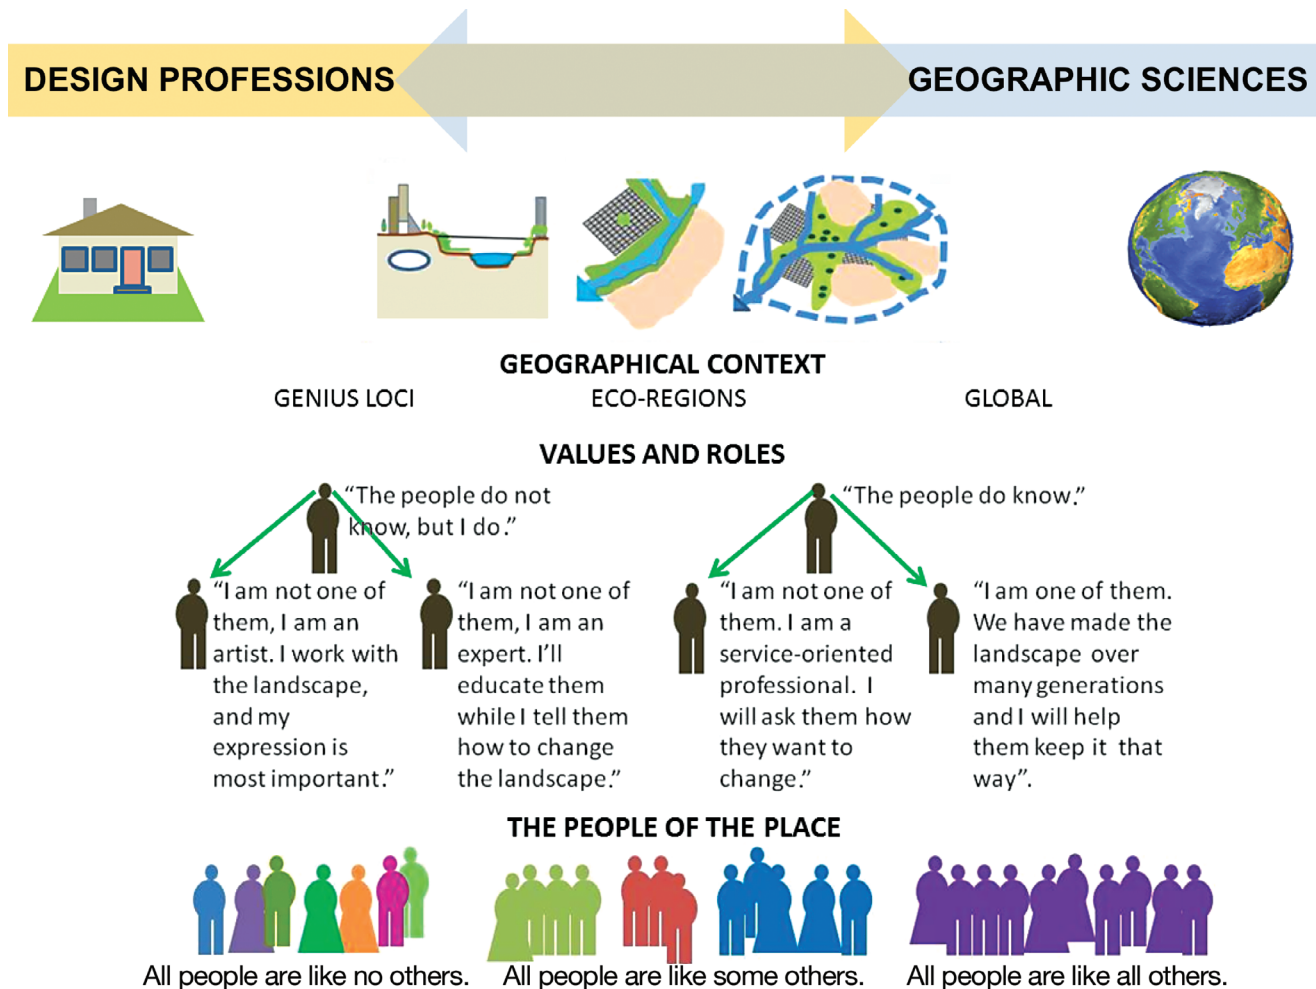 DESIGN PROFESSIONS
GEOGRAPHIC SCIENCES
GEOGRAPHICAL CONTEXT
GENIUS LOCI
ECO-REGIONS
GLOBAL
VALUES AND ROLES
“The people do not
know, but I do.”
“The people do know.”
“I am not one of
them, I am an
artist. I work with
the landscape,
and my
expression is
most important.”
“I am not one of
them, I am an
expert. I’ll
educate them
while I tell them
how to change
the landscape.”
“I am not one of
them. I am a
service-oriented
professional. I
will ask them how
they want to
change.”
“I am one of them.
We have made the
landscape over
many generations
and I will help
them keep it that
way”.
THE PEOPLE OF THE PLACE
All people are like no others.
All people are like some others.
All people are like all others.